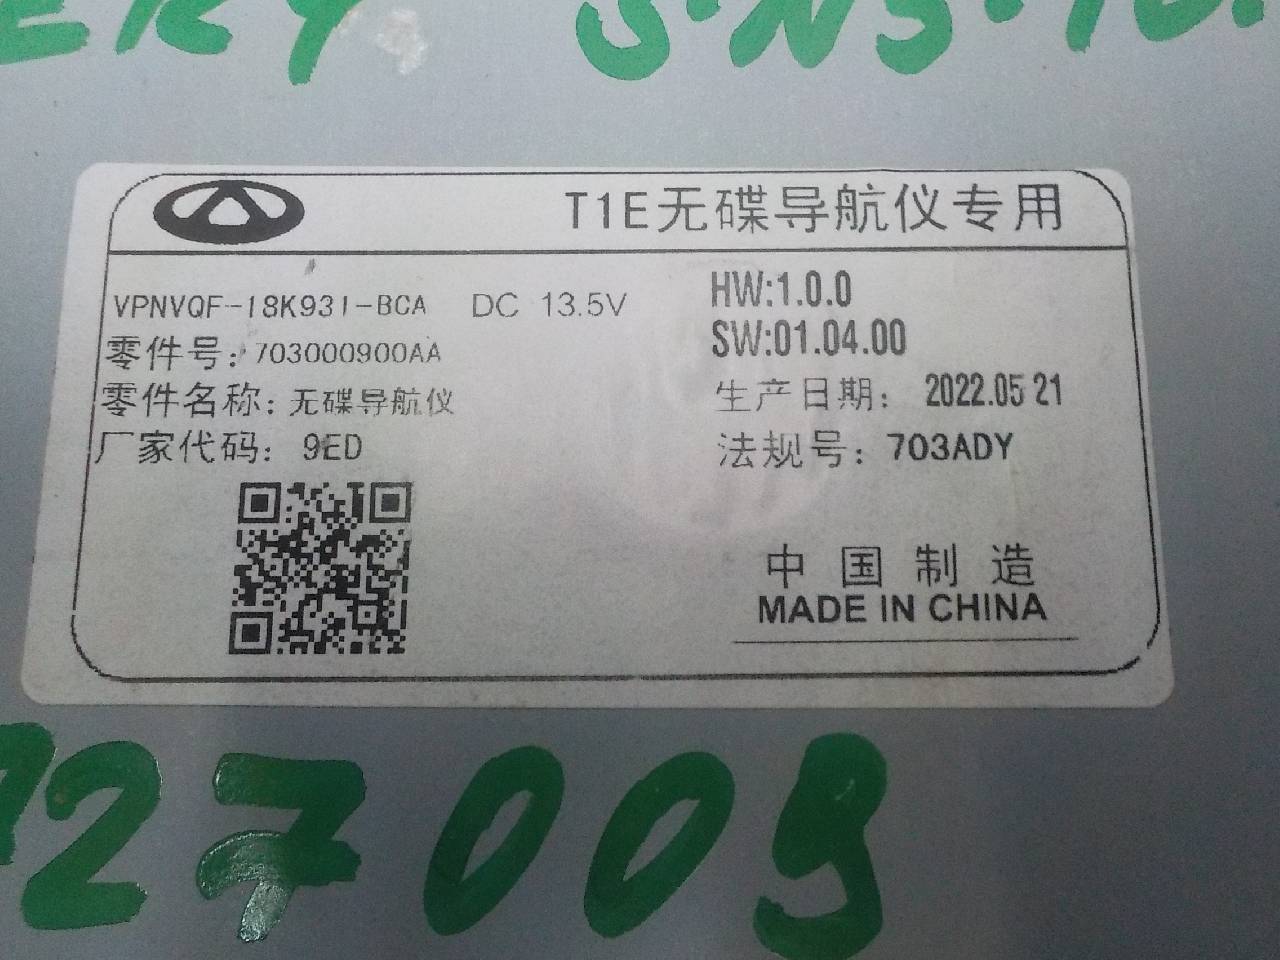 T1E无碟导航仪专用
VPNVQF-18K931-BCA DC 13.5V
HW:1.0.0
零件号: 703000900AA
SW:01.04.00
零件名称: 无碟导航仪
生产日期: 2022.05 21
厂家代码: 9ED
法规号: 703ADY
中国制造
MADE IN CHINA
27009